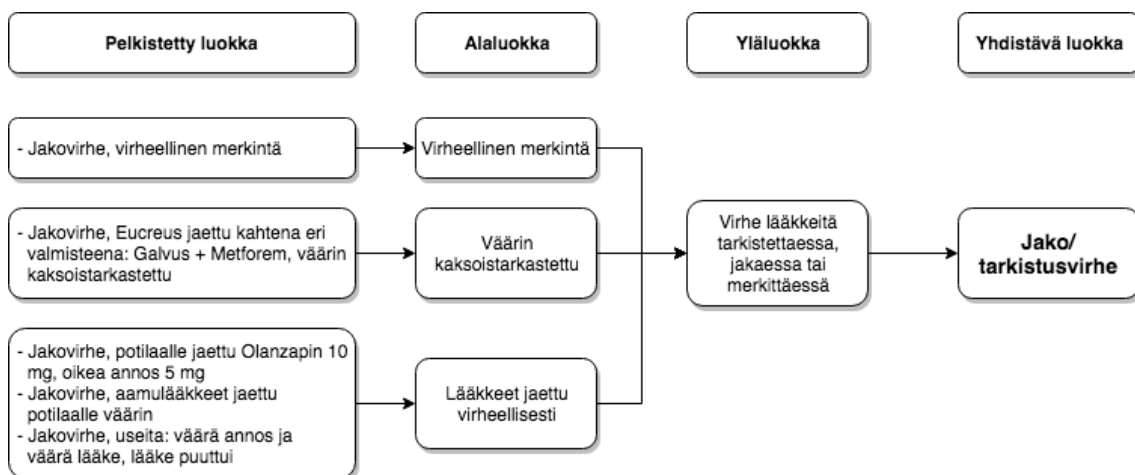 Pelkistetty luokka
Alaluokka
Yläluokka
Yhdistävä luokka
- Jakovirhe, virheellinen merkintä
Virheellinen merkintä
- Jakovirhe, Eucreus jaettu kahtena eri
valmisteena: Galvus + Metforem, väärin
kaksoistarkastettu
Väärin
kaksoistarkastettu
Virhe lääkkeitä
tarkistettaessa,
jakaessa tai
merkittäessä
Jako/
tarkistusvirhe
- Jakovirhe, potilaalle jaettu Olanzapin 10
mg, oikea annos 5 mg
- Jakovirhe, aamulääkkeet jaettu
potilaalle väärin
- Jakovirhe, useita: väärä annos ja
väärä lääke, lääke puuttui
Lääkkeet jaettu
virheellisesti